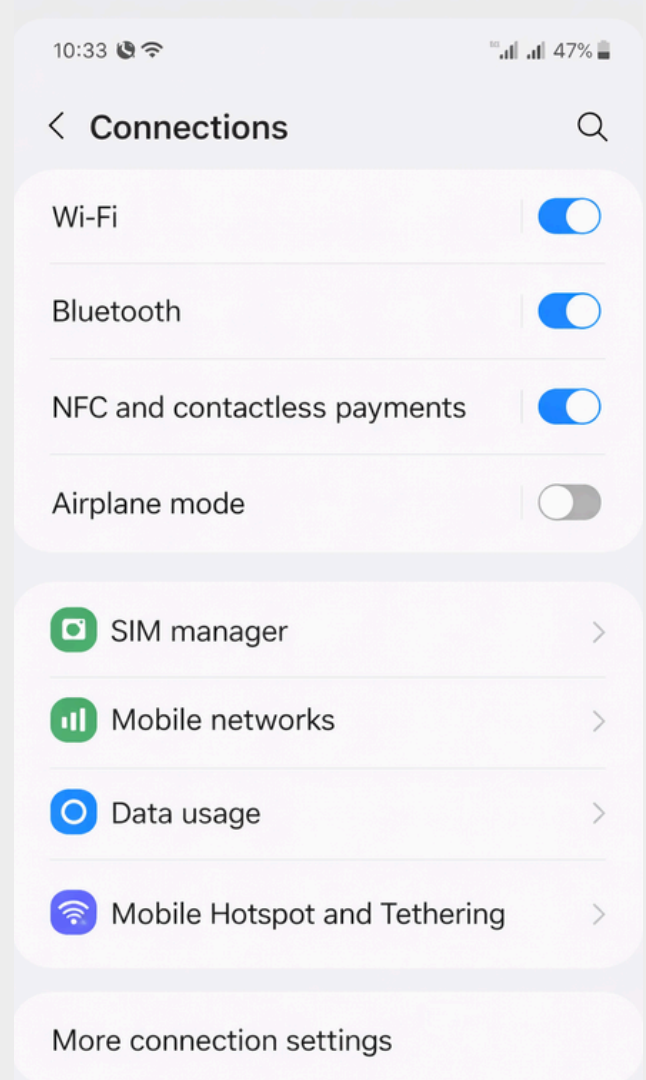 10:33
5G
47%
Connections
Wi-Fi
Bluetooth
NFC and contactless payments
Airplane mode
SIM manager
Mobile networks
Data usage
Mobile Hotspot and Tethering
More connection settings